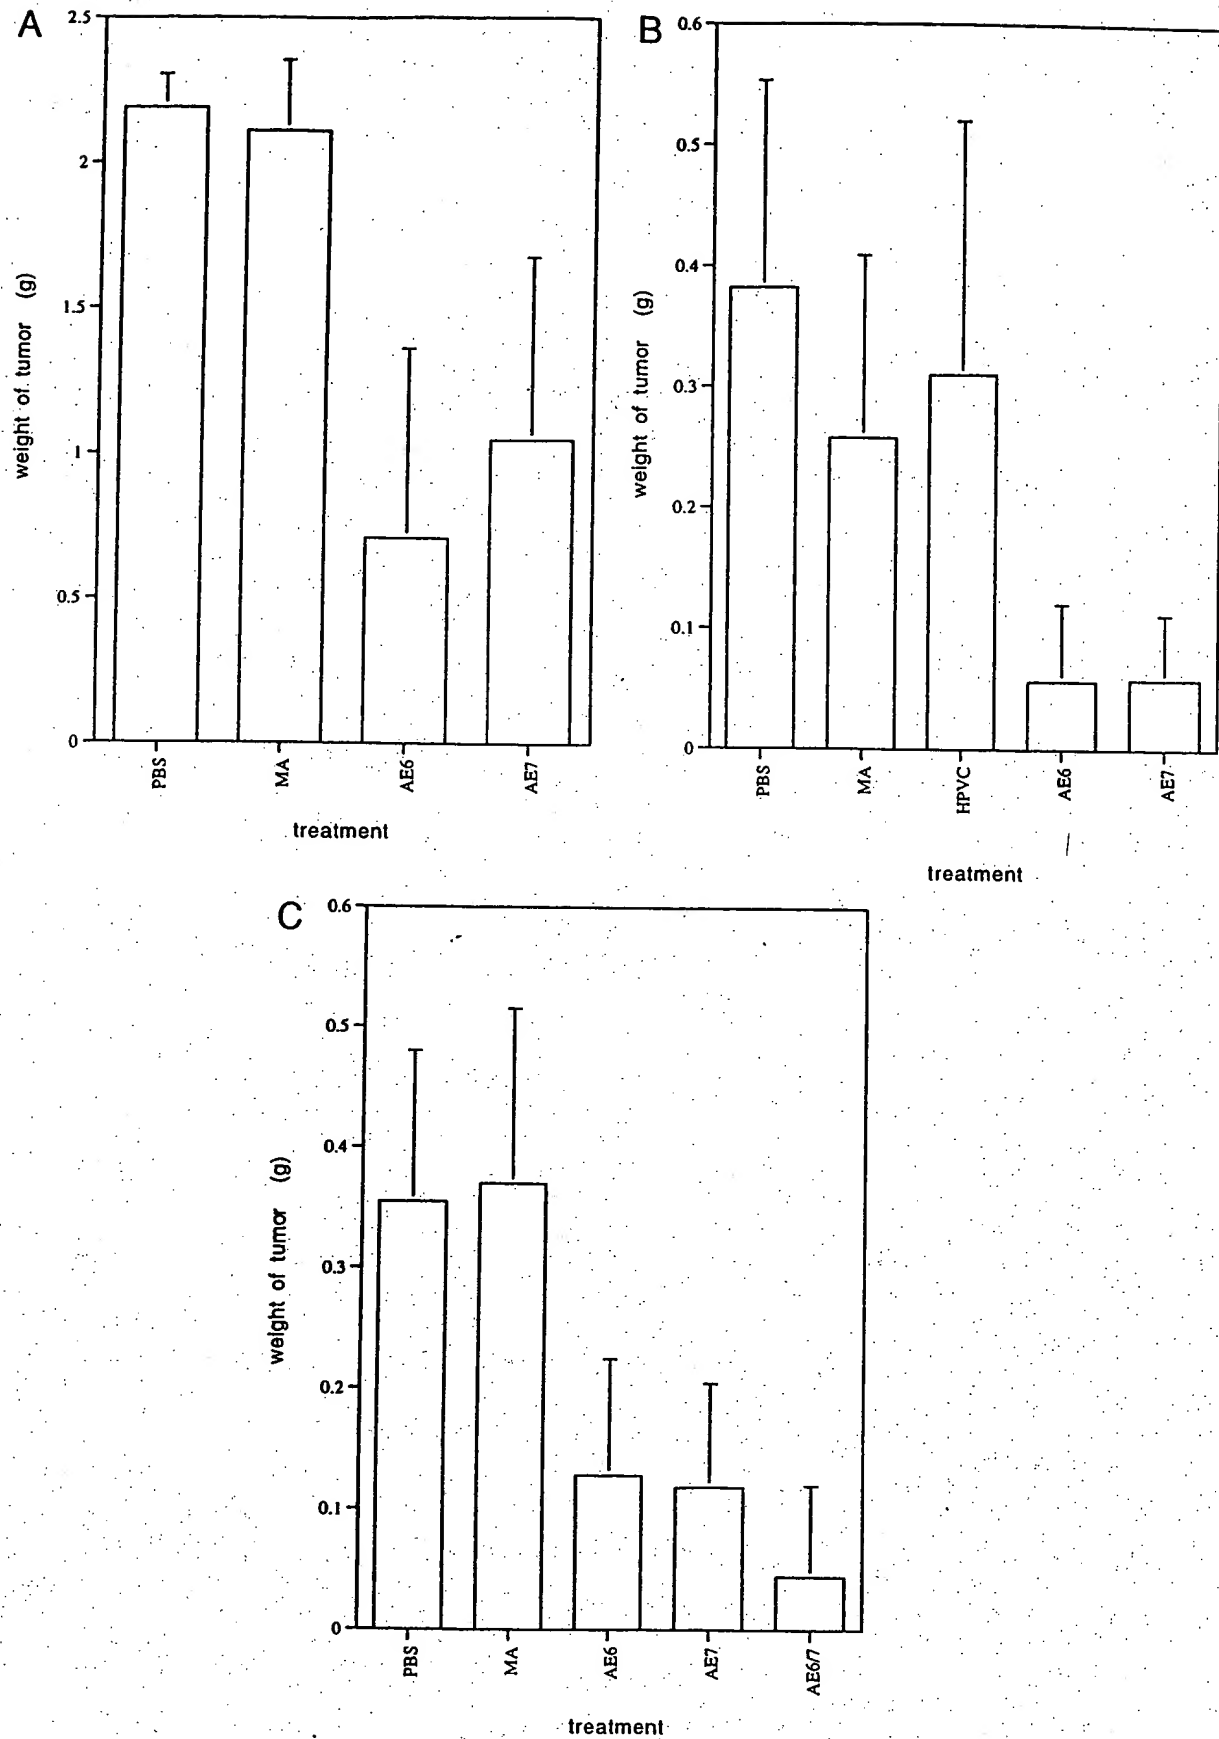 A
2.5
2
1.5
1
0.5
0
weight of tumor (g)
PBS
MA
AE6
AE7
treatment
B
0.6
0.5
0.4
0.3
0.2
0.1
0
weight of tumor (g)
PBS
MA
HPVC
AE6
AE7
treatment
C
0.6
0.5
0.4
0.3
0.2
0.1
0
weight of tumor (g)
PBS
MA
AE6
AE7
AE6/7
treatment